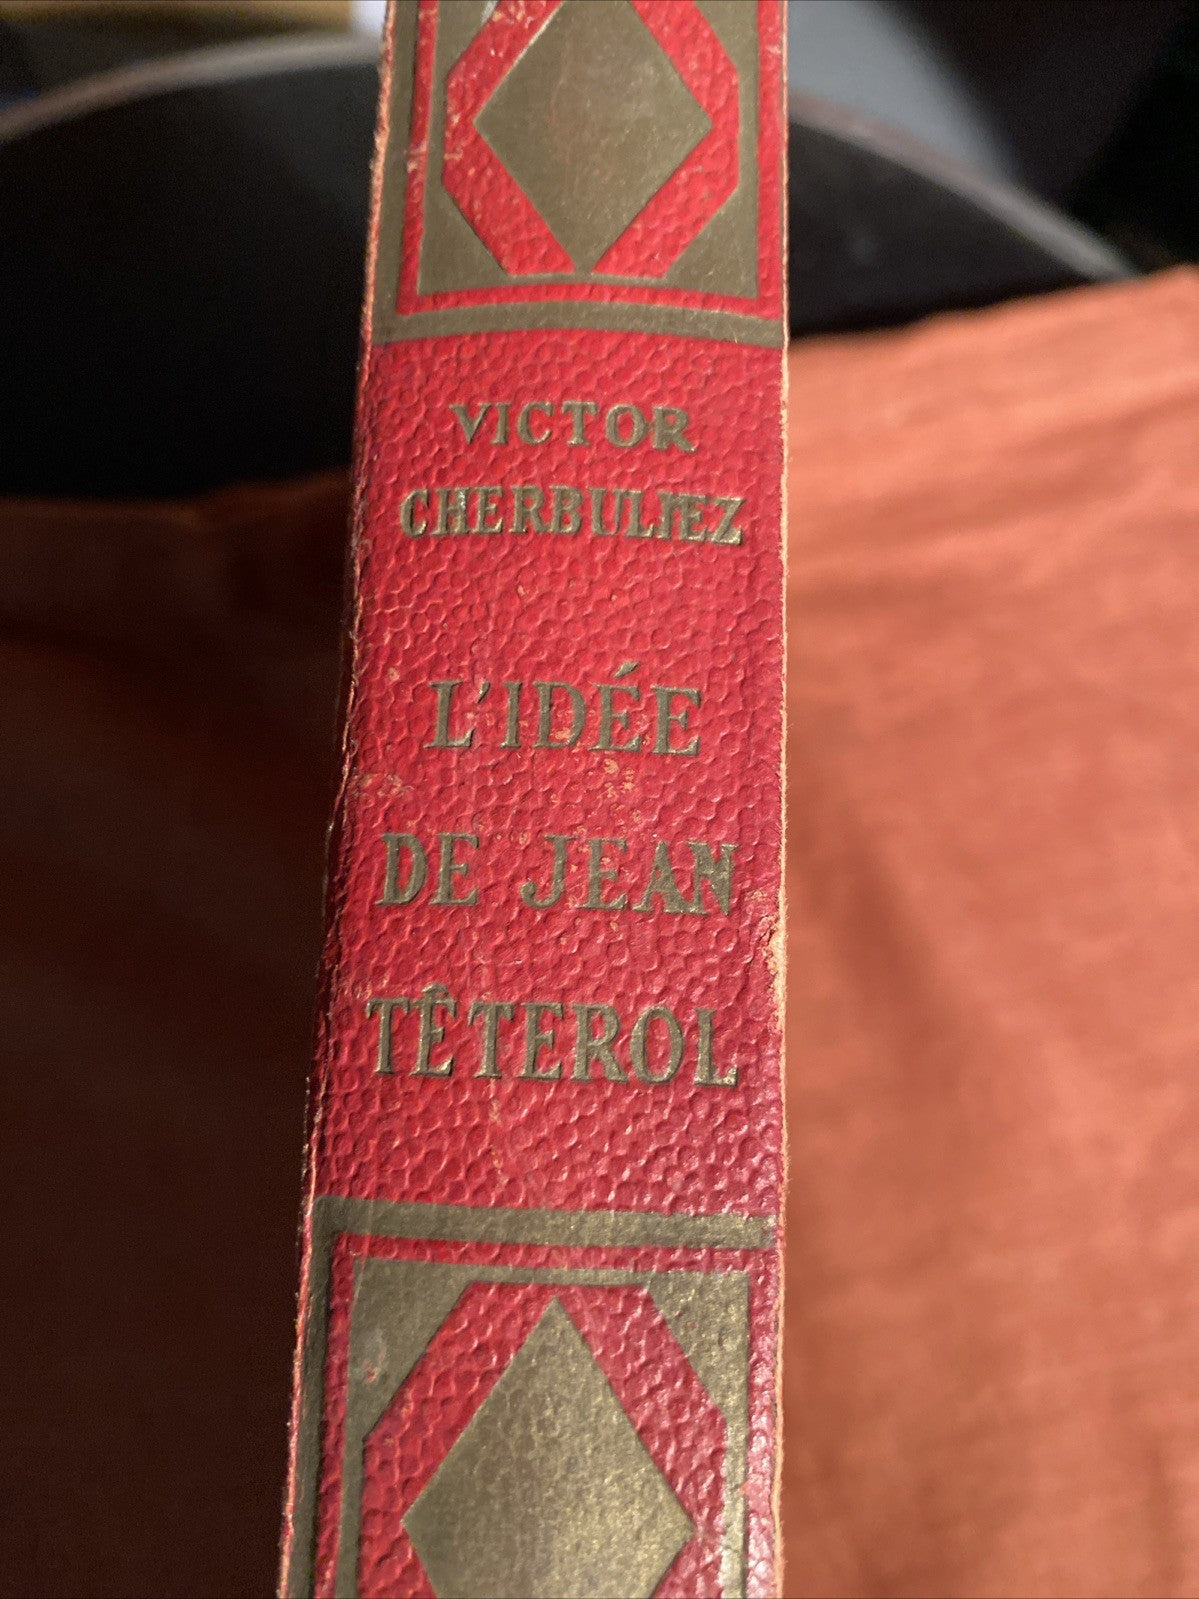 VICTOR
CHERBULIEZ
L'IDÉE
DE JEAN
TÊTEROL